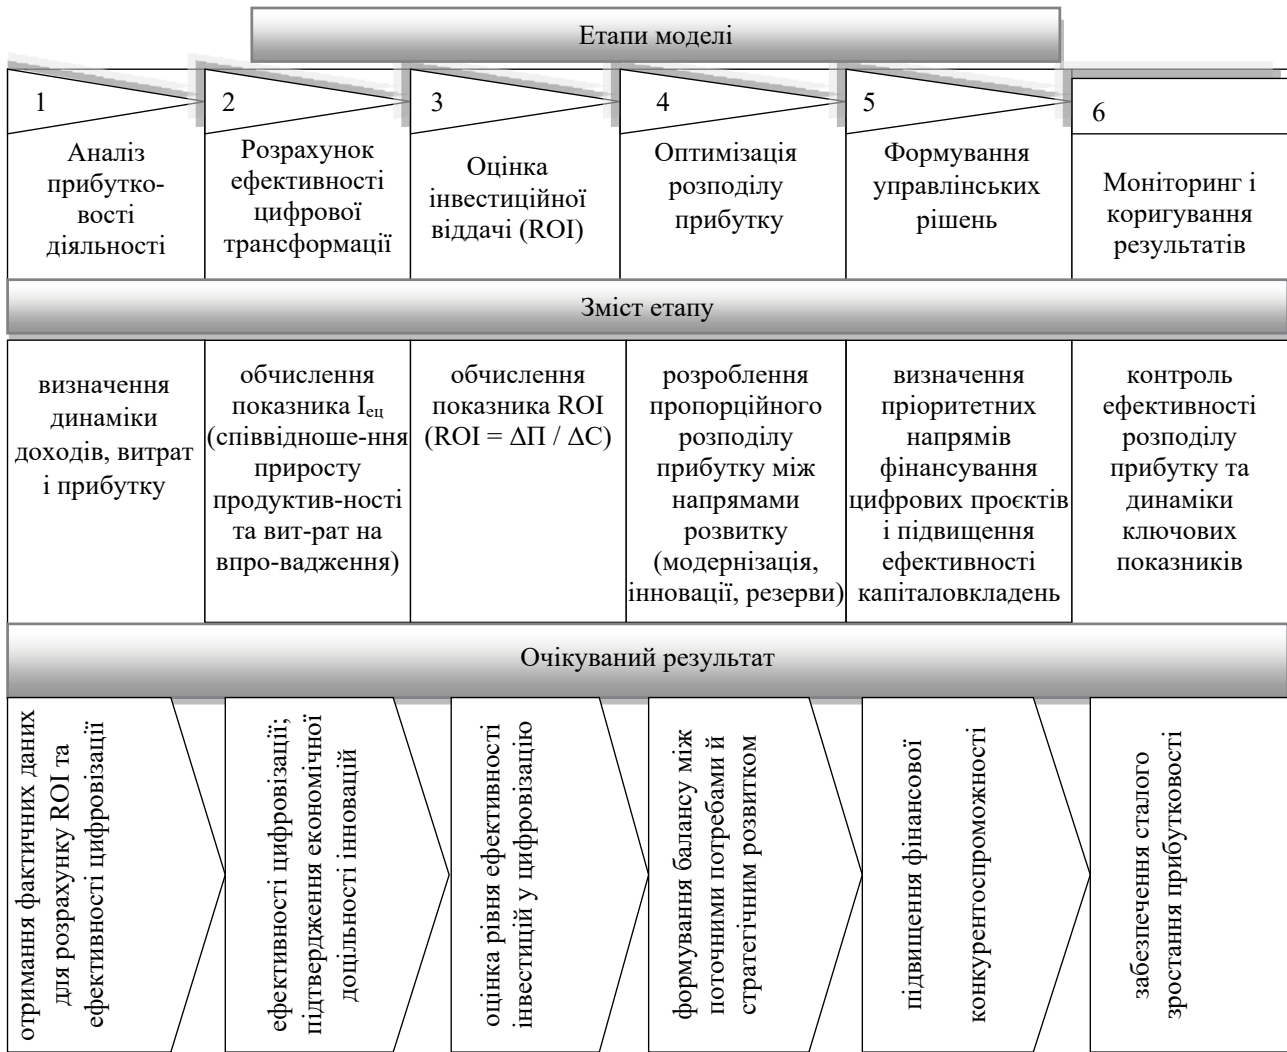 Етапи моделі
1
Аналіз
прибутко-
вості
діяльності
2
Розрахунок
ефективності
цифрової
трансформації
3
Оцінка
інвестиційної
віддачі (ROI)
4
Оптимізація
розподілу
прибутку
5
Формування
управлінських
рішень
6
Моніторинг і
коригування
результатів
Зміст етапу
визначення
динаміки
доходів, витрат
і прибутку
обчислення
показника Iец
(співвідноше-ння
приросту
продуктив-ності
та вит-рат на
впро-вадження)
обчислення
показника ROI
(ROI = ΔП / ΔС)
розроблення
пропорційного
розподілу
прибутку між
напрямами
розвитку
(модернізація,
інновації, резерви)
визначення
пріоритетних
напрямів
фінансування
цифрових проєктів
і підвищення
ефективності
капіталовкладень
контроль
ефективності
розподілу
прибутку та
динаміки
ключових
показників
Очікуваний результат
отримання фактичних даних
для розрахунку ROI та
ефективності цифровізації
ефективності цифровізації;
підтвердження економічної
доцільності інновацій
оцінка рівня ефективності
інвестицій у цифровізацію
формування балансу між
поточними потребами й
стратегічним розвитком
підвищення фінансової
конкурентоспроможності
забезпечення сталого
зростання прибутковості